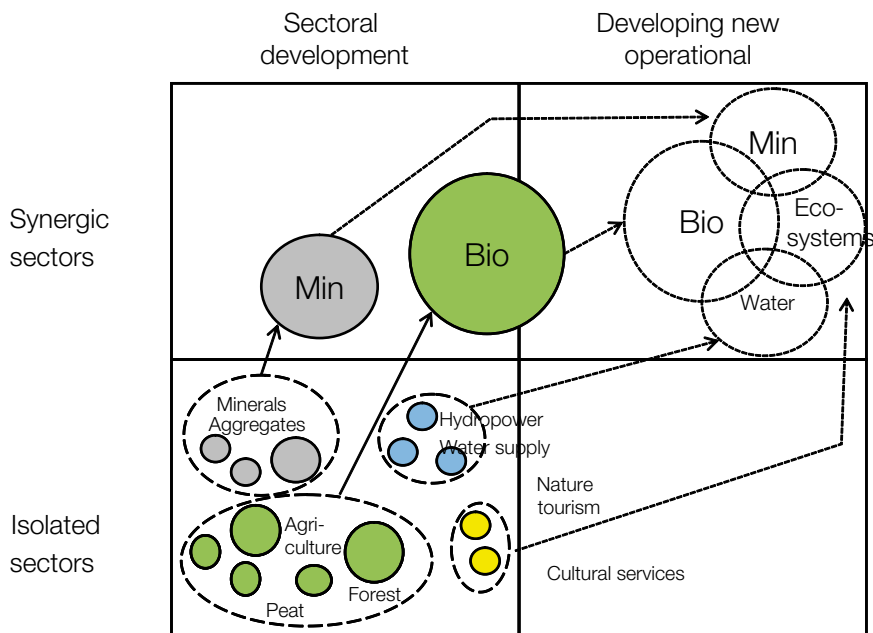 Sectoral
development
Developing new
operational
Synergic
sectors
Min
Bio
Min
Bio
Eco-
systems
Water
Minerals
Aggregates
Hydropower
Water supply
Isolated
sectors
Agri-
culture
Forest
Peat
Nature
tourism
Cultural services